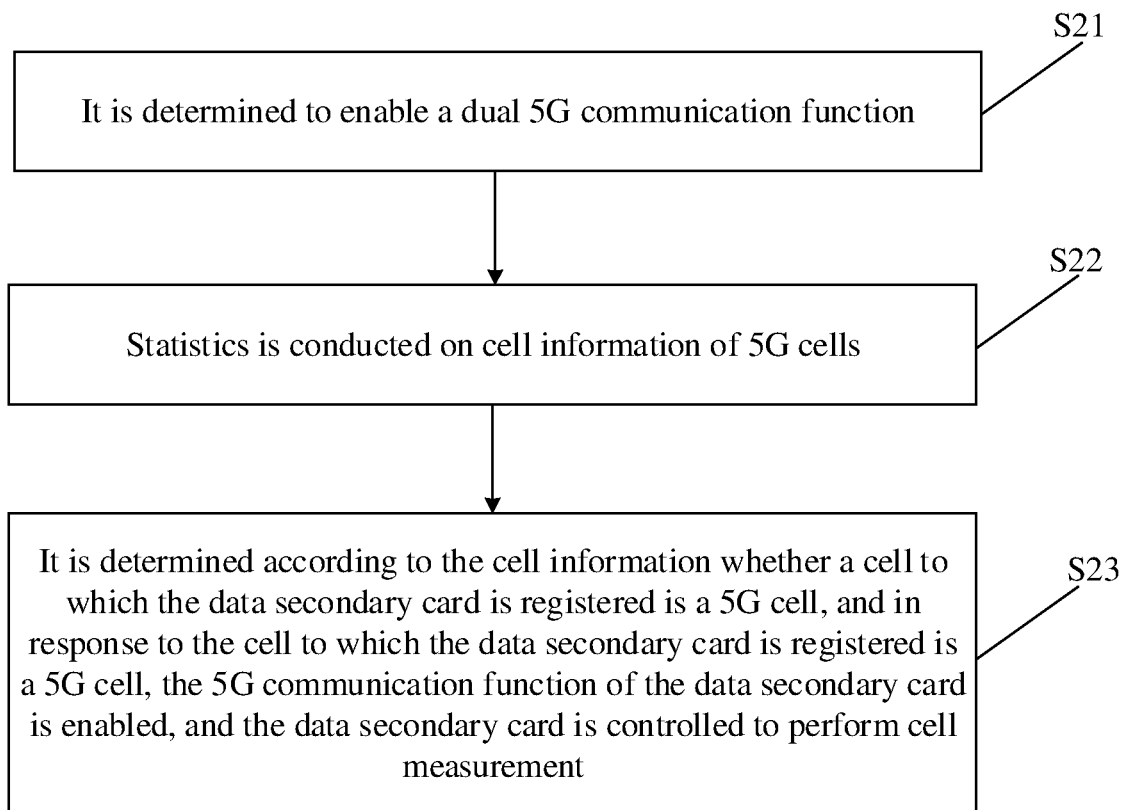 S21
It is determined to enable a dual 5G communication function
S22
Statistics is conducted on cell information of 5G cells
S23
It is determined according to the cell information whether a cell to
which the data secondary card is registered is a 5G cell, and in
response to the cell to which the data secondary card is registered is
a 5G cell, the 5G communication function of the data secondary card
is enabled, and the data secondary card is controlled to perform cell
measurement